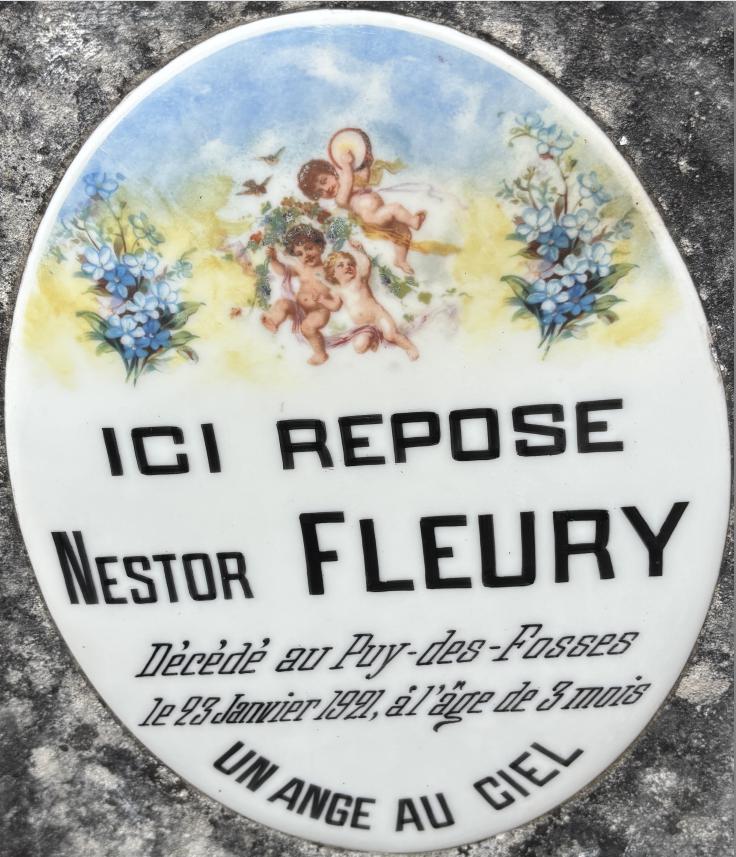 ICI REPOSE
NESTOR FLEURY
Décédé au Puy-des-Fosses
le 23 Janvier 1921, à l'âge de 3 mois
UN ANGE AU CIEL